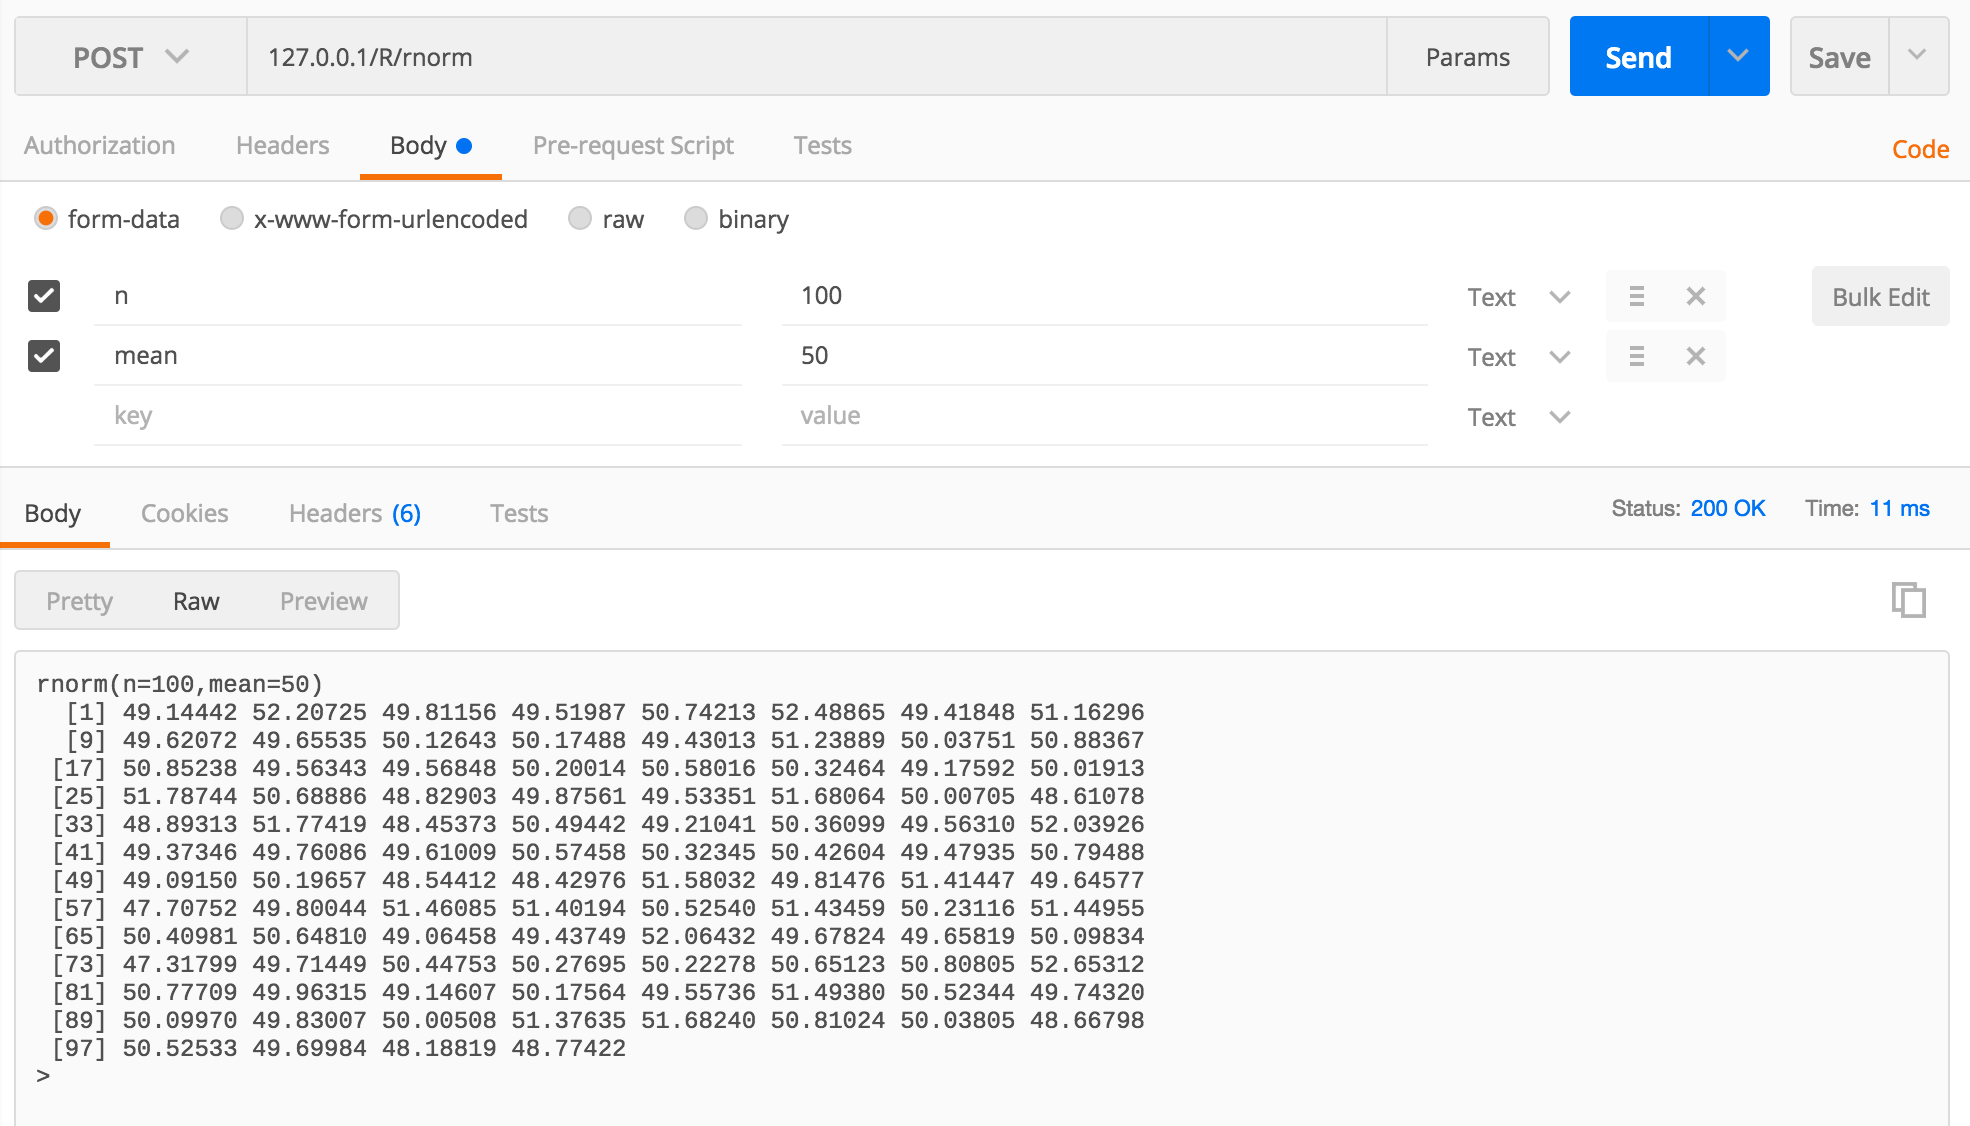 POST 127.0.0.1/R/rnorm Params Send Save
Authorization Headers Body Pre-request Script Tests Code
form-data x-www-form-urlencoded raw binary
n 100 Text Bulk Edit
mean 50 Text
key value Text
Body Cookies Headers (6) Tests Status: 200 OK Time: 11 ms
Pretty Raw Preview
rnorm(n=100,mean=50)
[1] 49.14442 52.20725 49.81156 49.51987 50.74213 52.48865 49.41848 51.16296
[9] 49.62072 49.65535 50.12643 50.17488 49.43013 51.23889 50.03751 50.88367
[17] 50.85238 49.56343 49.56848 50.20014 50.58016 50.32464 49.17592 50.01913
[25] 51.78744 50.68886 48.82903 49.87561 49.53351 51.68064 50.00705 48.61078
[33] 48.89313 51.77419 48.45373 50.49442 49.21041 50.36099 49.56310 52.03926
[41] 49.37346 49.76086 49.61009 50.57458 50.32345 50.42604 49.47935 50.79488
[49] 49.09150 50.19657 48.54412 48.42976 51.58032 49.81476 51.41447 49.64577
[57] 47.70752 49.80044 51.46085 51.40194 50.52540 51.43459 50.23116 51.44955
[65] 50.40981 50.64810 49.06458 49.43749 52.06432 49.67824 49.65819 50.09834
[73] 47.31799 49.71449 50.44753 50.27695 50.22278 50.65123 50.80805 52.65312
[81] 50.77709 49.96315 49.14607 50.17564 49.55736 51.49380 50.52344 49.74320
[89] 50.09970 49.83007 50.00508 51.37635 51.68240 50.81024 50.03805 48.66798
[97] 50.52533 49.69984 48.18819 48.77422
>